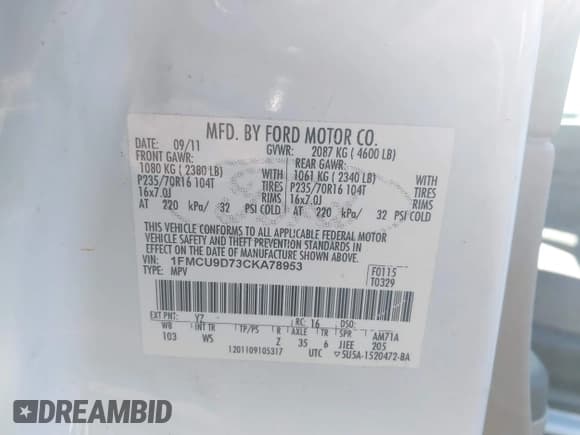 MFD. BY FORD MOTOR CO.
DATE: 09/11 GVWR: 2087 KG ( 4600 LB)
FRONT GAWR: REAR GAWR:
1080 KG ( 2380 LB) WITH 1061 KG ( 2340 LB) WITH
P235/70R16 104T TIRES P235/70R16 104T TIRES
16x7.0J RIMS 16x7.0J RIMS
AT 220 kPa/ 32 PSI COLD AT 220 kPa/ 32 PSI COLD
THIS VEHICLE CONFORMS TO ALL APPLICABLE FEDERAL MOTOR
VEHICLE SAFETY AND THEFT PREVENTION STANDARDS IN
EFFECT ON THE DATE OF MANUFACTURE SHOWN ABOVE.
VIN: 1FMCU9D73CKA78953
TYPE: MPV
F0115
T0329
EXT PNT: YZ RC: 16 DSO:
WB INT TR TP/PS R AXLE TR SPR AM71A
103 WS Z 35 6 JIEE 205
1201109105317 UTC 5U5A-1520472-BA
DREAMBID